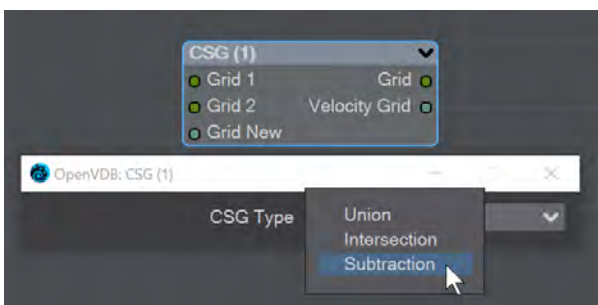 CSG (1)
Grid 1 Grid
Grid 2 Velocity Grid
Grid New
OpenVDB: CSG (1)
CSG Type
Union
Intersection
Subtraction